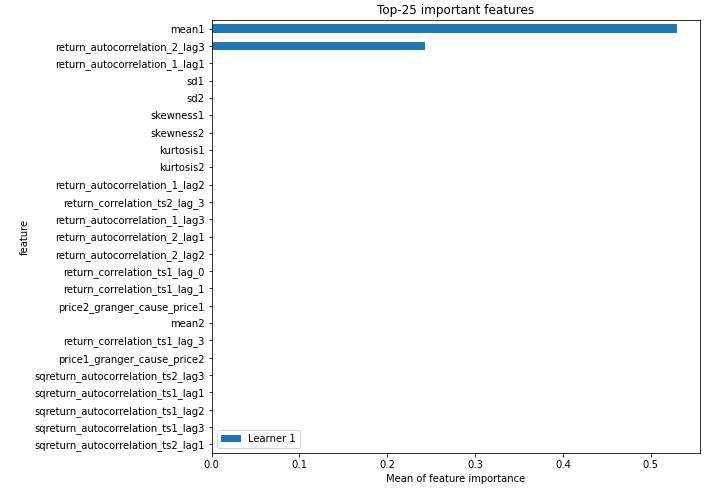 Top-25 important features
mean1
return_autocorrelation_2_lag3
return_autocorrelation_1_lag1
sd1
sd2
skewness1
skewness2
kurtosis1
kurtosis2
return_autocorrelation_1_lag2
return_correlation_ts2_lag_3
return_autocorrelation_1_lag3
return_autocorrelation_2_lag1
return_autocorrelation_2_lag2
return_correlation_ts1_lag_0
return_correlation_ts1_lag_1
price2_granger_cause_price1
mean2
return_correlation_ts1_lag_3
price1_granger_cause_price2
sqreturn_autocorrelation_ts2_lag3
sqreturn_autocorrelation_ts1_lag1
sqreturn_autocorrelation_ts1_lag2
sqreturn_autocorrelation_ts1_lag3
sqreturn_autocorrelation_ts2_lag1
feature
Learner 1
0.0 0.1 0.2 0.3 0.4 0.5
Mean of feature importance